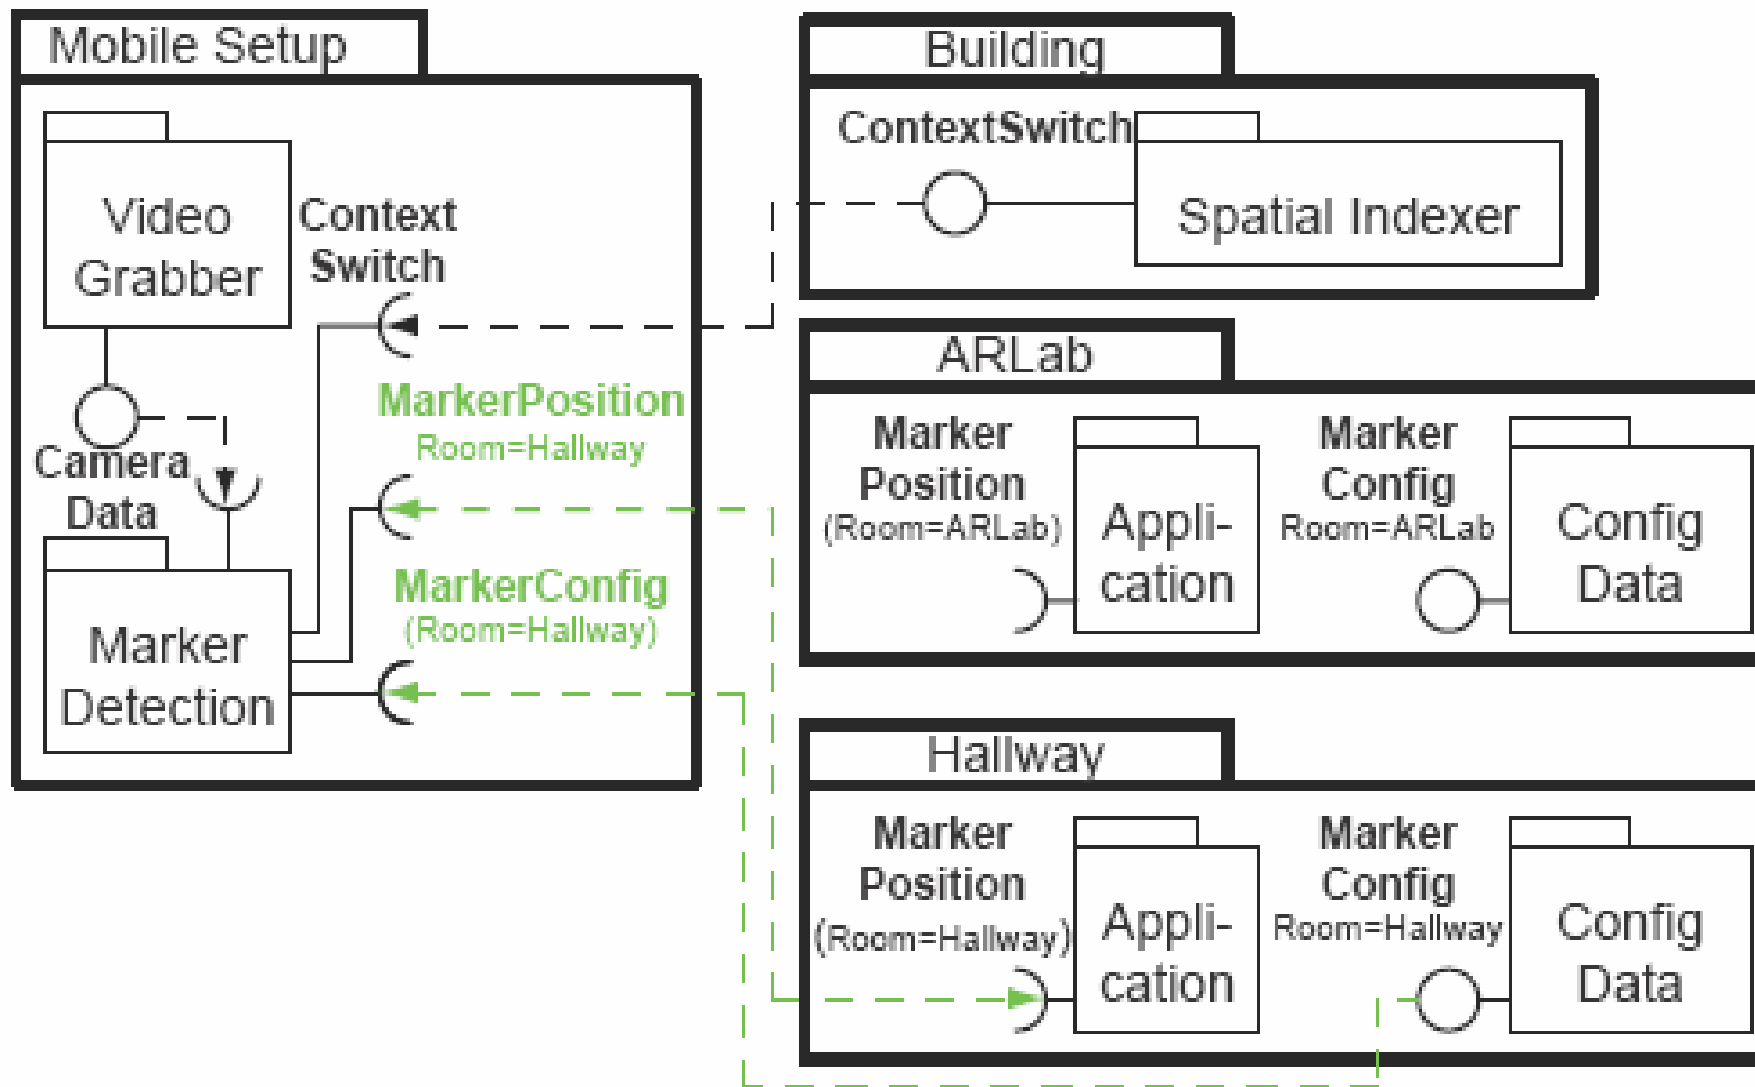 Mobile Setup
Video
Grabber
Context
Switch
Camera
Data
MarkerPosition
Room=Hallway
MarkerConfig
(Room=Hallway)
Marker
Detection
Building
ContextSwitch
Spatial Indexer
ARLab
Marker
Position
(Room=ARLab)
Appli-
cation
Marker
Config
Room=ARLab
Config
Data
Hallway
Marker
Position
(Room=Hallway)
Appli-
cation
Marker
Config
Room=Hallway
Config
Data